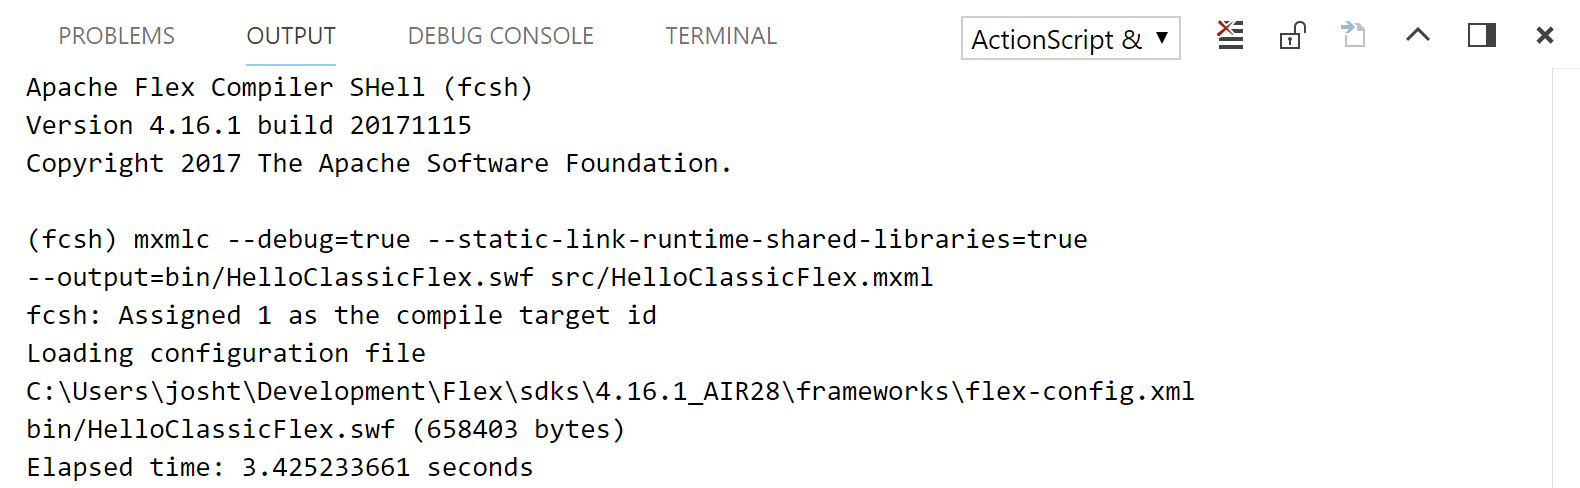 PROBLEMS OUTPUT DEBUG CONSOLE TERMINAL ActionScript &
Apache Flex Compiler SHell (fcsh)
Version 4.16.1 build 20171115
Copyright 2017 The Apache Software Foundation.
(fcsh) mxmlc --debug=true --static-link-runtime-shared-libraries=true
--output=bin/HelloClassicFlex.swf src/HelloClassicFlex.mxml
fcsh: Assigned 1 as the compile target id
Loading configuration file
C:\Users\josht\Development\Flex\sdks\4.16.1_AIR28\frameworks\flex-config.xml
bin/HelloClassicFlex.swf (658403 bytes)
Elapsed time: 3.425233661 seconds